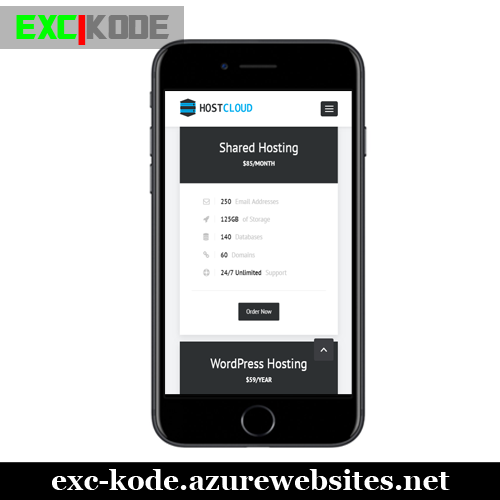 EXC|KODE
HOSTCLOUD
Shared Hosting
$85/MONTH
250 Email Addresses
125GB of Storage
140 Databases
60 Domains
24/7 Unlimited Support
Order Now
WordPress Hosting
$59/YEAR
exc-kode.azurewebsites.net